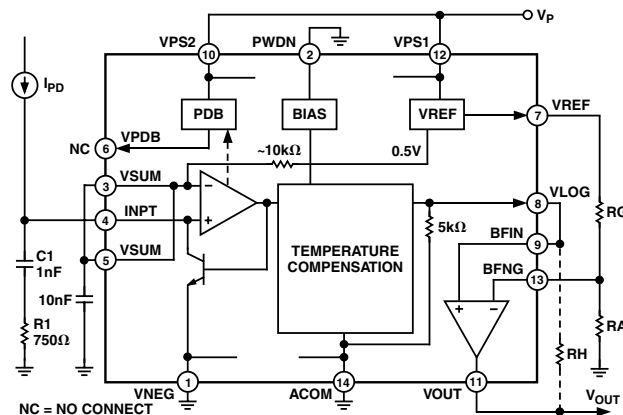 VP
VPS2
PWDN
VPS1
10
2
12
IPD
PDB
BIAS
VREF
7
VREF
VPDB
NC
6
~10kΩ
0.5V
VSUM
3
VLOG
8
INPT
4
5kΩ
RG
BFIN
9
VSUM
5
TEMPERATURE
COMPENSATION
BFNG
13
C1
1nF
10nF
R1
750Ω
RH
RA
VNEG
1
ACOM
14
VOUT
11
VOUT
NC = NO CONNECT